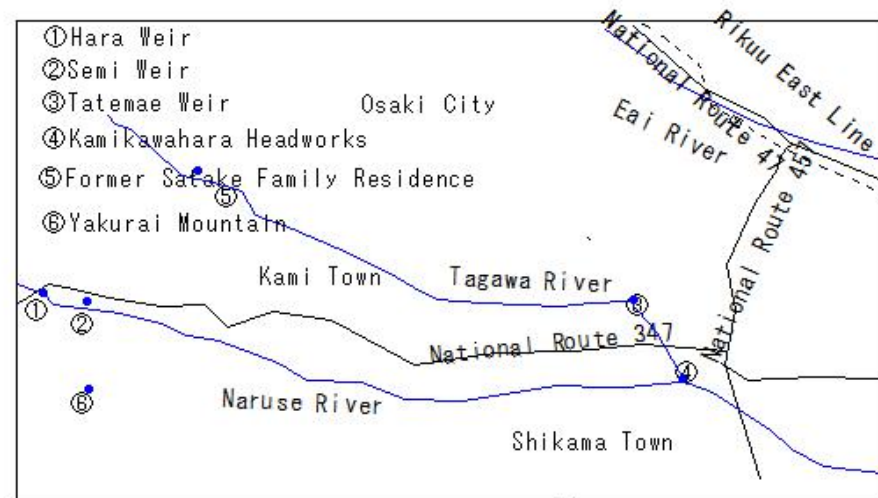 ①Hara Weir
②Semi Weir
③Tatemae Weir
④Kamikawahara Headworks
⑤Former Satake Family Residence
⑥Yakurai Mountain
Osaki City
National Route 47
Rikuu East Line
Eai River
National Route 457
⑤
Kami Town
Tagawa River
①
②
③
National Route 347
④
⑥
Naruse River
Shikama Town